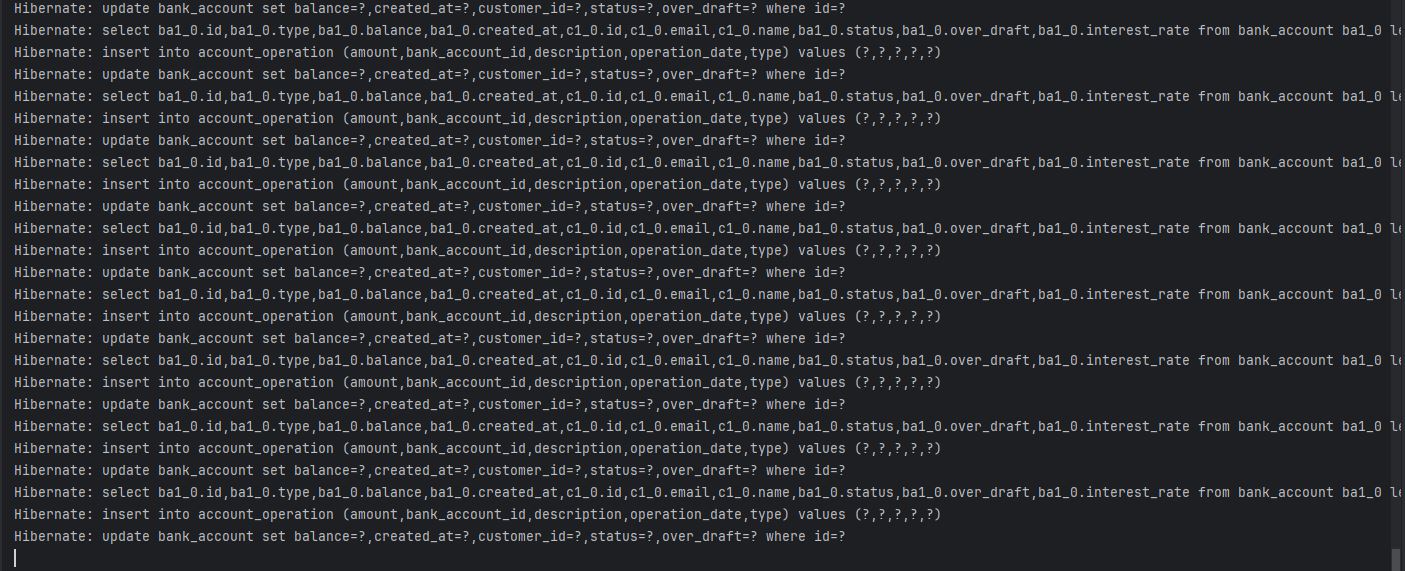 Hibernate: update bank_account set balance=?,created_at=?,customer_id=?,status=?,over_draft=? where id=?
Hibernate: select ba1_0.id,ba1_0.type,ba1_0.balance,ba1_0.created_at,c1_0.id,c1_0.email,c1_0.name,ba1_0.status,ba1_0.over_draft,ba1_0.interest_rate from bank_account ba1_0 le
Hibernate: insert into account_operation (amount,bank_account_id,description,operation_date,type) values (?,?,?,?,?)
Hibernate: update bank_account set balance=?,created_at=?,customer_id=?,status=?,over_draft=? where id=?
Hibernate: select ba1_0.id,ba1_0.type,ba1_0.balance,ba1_0.created_at,c1_0.id,c1_0.email,c1_0.name,ba1_0.status,ba1_0.over_draft,ba1_0.interest_rate from bank_account ba1_0 le
Hibernate: insert into account_operation (amount,bank_account_id,description,operation_date,type) values (?,?,?,?,?)
Hibernate: update bank_account set balance=?,created_at=?,customer_id=?,status=?,over_draft=? where id=?
Hibernate: select ba1_0.id,ba1_0.type,ba1_0.balance,ba1_0.created_at,c1_0.id,c1_0.email,c1_0.name,ba1_0.status,ba1_0.over_draft,ba1_0.interest_rate from bank_account ba1_0 le
Hibernate: insert into account_operation (amount,bank_account_id,description,operation_date,type) values (?,?,?,?,?)
Hibernate: update bank_account set balance=?,created_at=?,customer_id=?,status=?,over_draft=? where id=?
Hibernate: select ba1_0.id,ba1_0.type,ba1_0.balance,ba1_0.created_at,c1_0.id,c1_0.email,c1_0.name,ba1_0.status,ba1_0.over_draft,ba1_0.interest_rate from bank_account ba1_0 le
Hibernate: insert into account_operation (amount,bank_account_id,description,operation_date,type) values (?,?,?,?,?)
Hibernate: update bank_account set balance=?,created_at=?,customer_id=?,status=?,over_draft=? where id=?
Hibernate: select ba1_0.id,ba1_0.type,ba1_0.balance,ba1_0.created_at,c1_0.id,c1_0.email,c1_0.name,ba1_0.status,ba1_0.over_draft,ba1_0.interest_rate from bank_account ba1_0 le
Hibernate: insert into account_operation (amount,bank_account_id,description,operation_date,type) values (?,?,?,?,?)
Hibernate: update bank_account set balance=?,created_at=?,customer_id=?,status=?,over_draft=? where id=?
Hibernate: select ba1_0.id,ba1_0.type,ba1_0.balance,ba1_0.created_at,c1_0.id,c1_0.email,c1_0.name,ba1_0.status,ba1_0.over_draft,ba1_0.interest_rate from bank_account ba1_0 le
Hibernate: insert into account_operation (amount,bank_account_id,description,operation_date,type) values (?,?,?,?,?)
Hibernate: update bank_account set balance=?,created_at=?,customer_id=?,status=?,over_draft=? where id=?
Hibernate: select ba1_0.id,ba1_0.type,ba1_0.balance,ba1_0.created_at,c1_0.id,c1_0.email,c1_0.name,ba1_0.status,ba1_0.over_draft,ba1_0.interest_rate from bank_account ba1_0 le
Hibernate: insert into account_operation (amount,bank_account_id,description,operation_date,type) values (?,?,?,?,?)
Hibernate: update bank_account set balance=?,created_at=?,customer_id=?,status=?,over_draft=? where id=?
Hibernate: select ba1_0.id,ba1_0.type,ba1_0.balance,ba1_0.created_at,c1_0.id,c1_0.email,c1_0.name,ba1_0.status,ba1_0.over_draft,ba1_0.interest_rate from bank_account ba1_0 le
Hibernate: insert into account_operation (amount,bank_account_id,description,operation_date,type) values (?,?,?,?,?)
Hibernate: update bank_account set balance=?,created_at=?,customer_id=?,status=?,over_draft=? where id=?